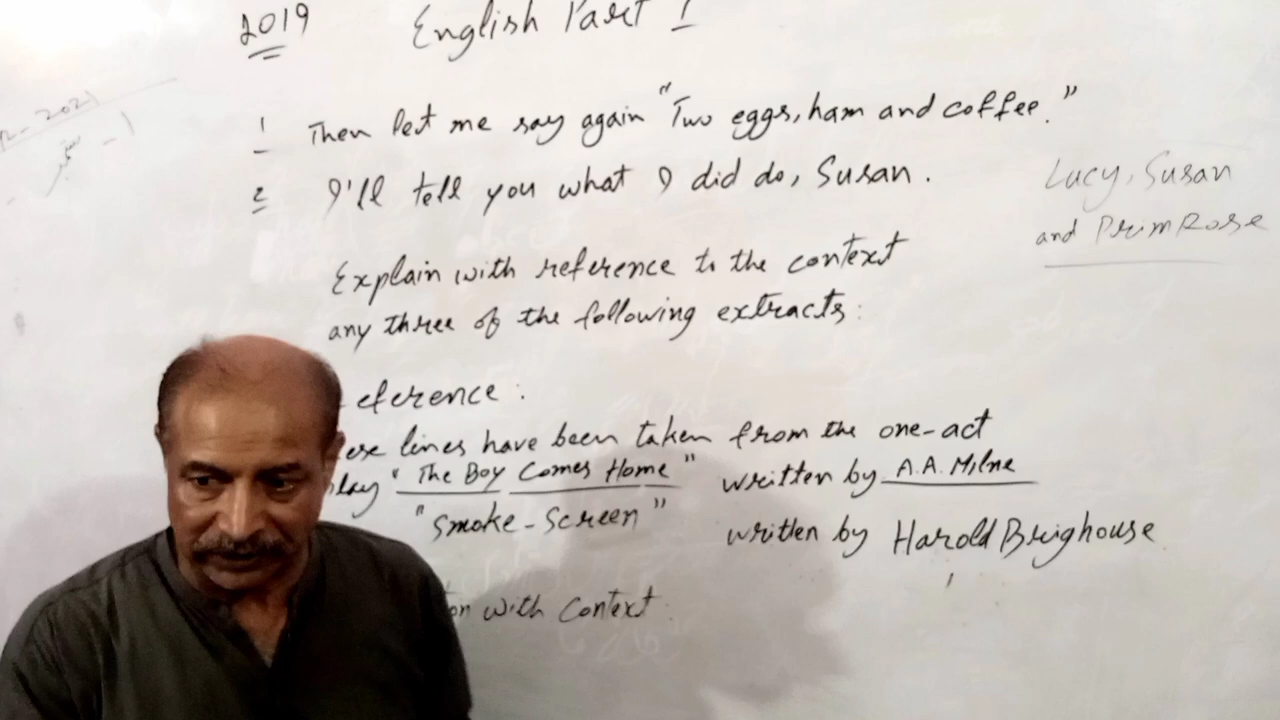 2019 English Part I
1 Then let me say again "Two eggs, ham and coffee."
2 I'll tell you what I did do, Susan.
Lucy, Susan
and PrimRose
Explain with reference to the context
any three of the following extracts:
eference:
ese lines have been taken from the one-act
lay "The Boy Comes Home" written by A.A. Milne
"Smoke-Screen" written by Harold Brighouse
on with Context